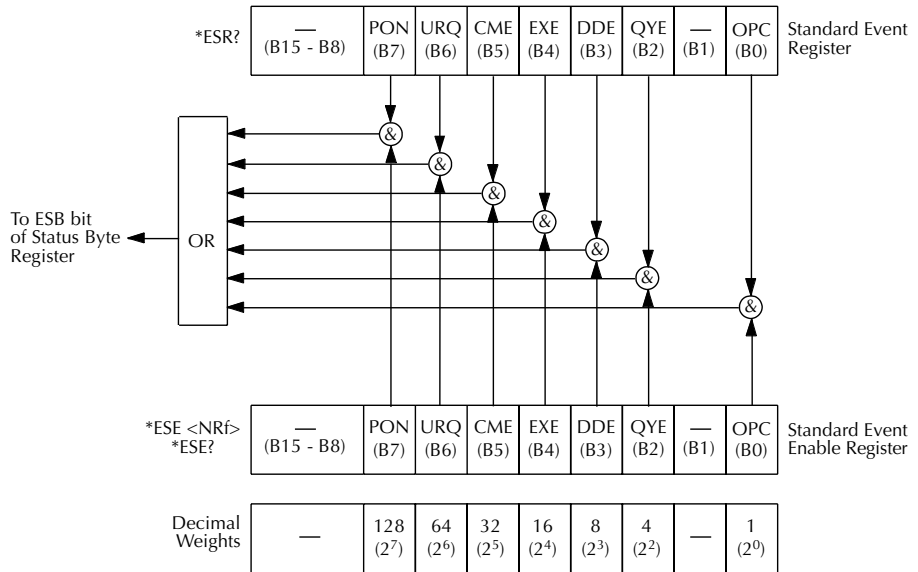 *ESR?
—
(B15 - B8)
PON
(B7)
URQ
(B6)
CME
(B5)
EXE
(B4)
DDE
(B3)
QYE
(B2)
—
(B1)
OPC
(B0)
Standard Event
Register
&
&
&
&
&
&
&
To ESB bit
of Status Byte
Register
OR
*ESE <NRf>
*ESE?
—
(B15 - B8)
PON
(B7)
URQ
(B6)
CME
(B5)
EXE
(B4)
DDE
(B3)
QYE
(B2)
—
(B1)
OPC
(B0)
Standard Event
Enable Register
Decimal
Weights
—
128
(2⁷)
64
(2⁶)
32
(2⁵)
16
(2⁴)
8
(2³)
4
(2²)
—
1
(2⁰)